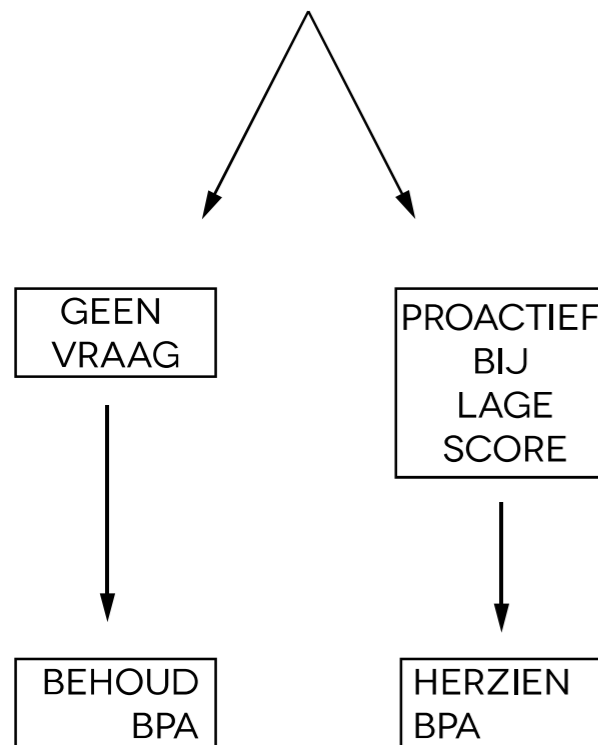 GEEN
VRAAG
PROACTIEF
BIJ
LAGE
SCORE
BEHOUD
BPA
HERZIEN
BPA